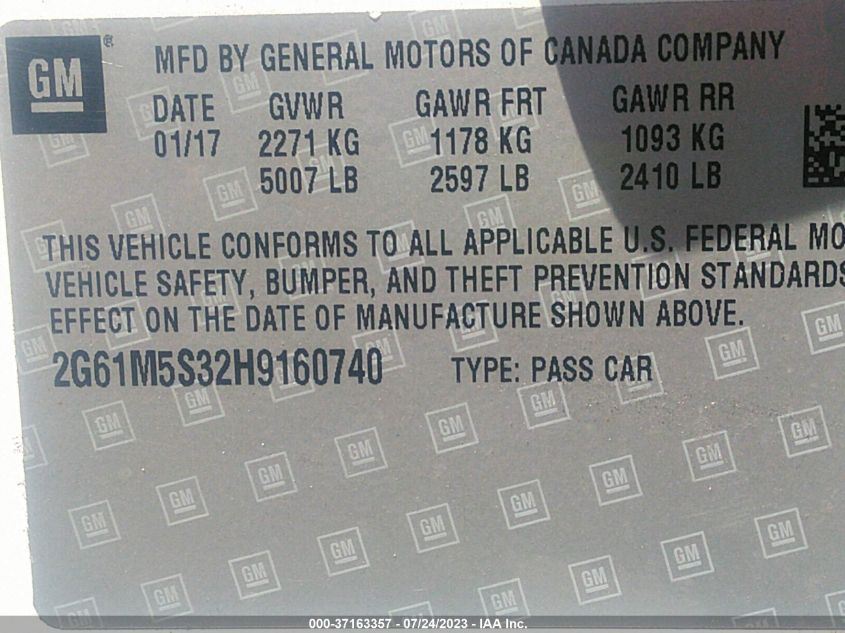 GM ® MFD BY GENERAL MOTORS OF CANADA COMPANY
DATE GVWR GAWR FRT GAWR RR
01/17 2271 KG 1178 KG 1093 KG
5007 LB 2597 LB 2410 LB
THIS VEHICLE CONFORMS TO ALL APPLICABLE U.S. FEDERAL MO
VEHICLE SAFETY, BUMPER, AND THEFT PREVENTION STANDARDS
EFFECT ON THE DATE OF MANUFACTURE SHOWN ABOVE.
2G61M5S32H9160740 TYPE: PASS CAR
000-37163357 - 07/24/2023 - IAA Inc.